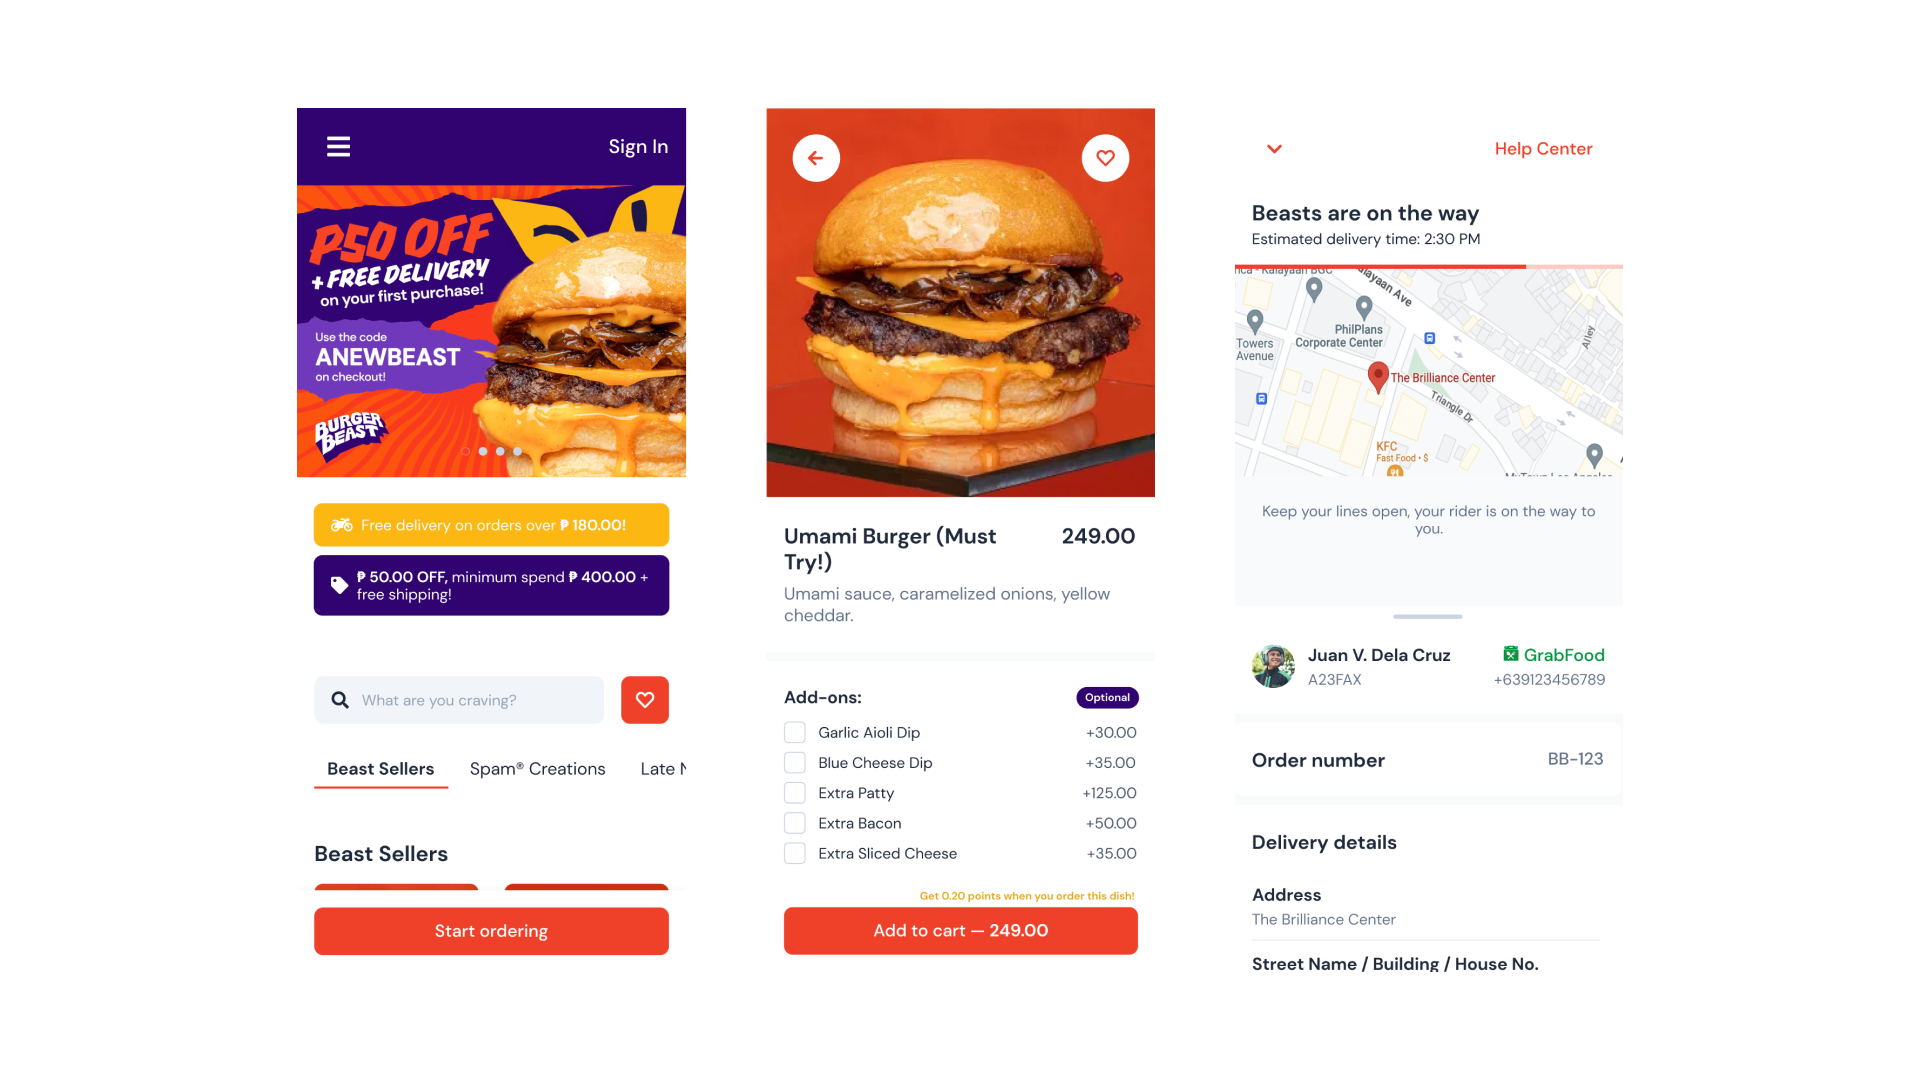 Sign In
₱50 OFF
+ FREE DELIVERY
on your first purchase!
Use the code
ANEWBEAST
on checkout!
BURGER
BEAST
Free delivery on orders over ₱ 180.00!
₱ 50.00 OFF, minimum spend ₱ 400.00 +
free shipping!
What are you craving?
Beast Sellers
Spam® Creations
Late
Beast Sellers
Start ordering
Umami Burger (Must
Try!)
249.00
Umami sauce, caramelized onions, yellow
cheddar.
Add-ons:
Optional
Garlic Aioli Dip +30.00
Blue Cheese Dip +35.00
Extra Patty +125.00
Extra Bacon +50.00
Extra Sliced Cheese +35.00
Get 0.20 points when you order this dish!
Add to cart — 249.00
Help Center
Beasts are on the way
Estimated delivery time: 2:30 PM
Kalayaan BGC
Kalayaan Ave
PhilPlans
Corporate Center
Towers
Avenue
Alley
The Brilliance Center
Triangle Dr
KFC
Fast Food • $
MyTown Los Angeles
Keep your lines open, your rider is on the way to
you.
Juan V. Dela Cruz
GrabFood
A23FAX
+639123456789
Order number
BB-123
Delivery details
Address
The Brilliance Center
Street Name / Building / House No.